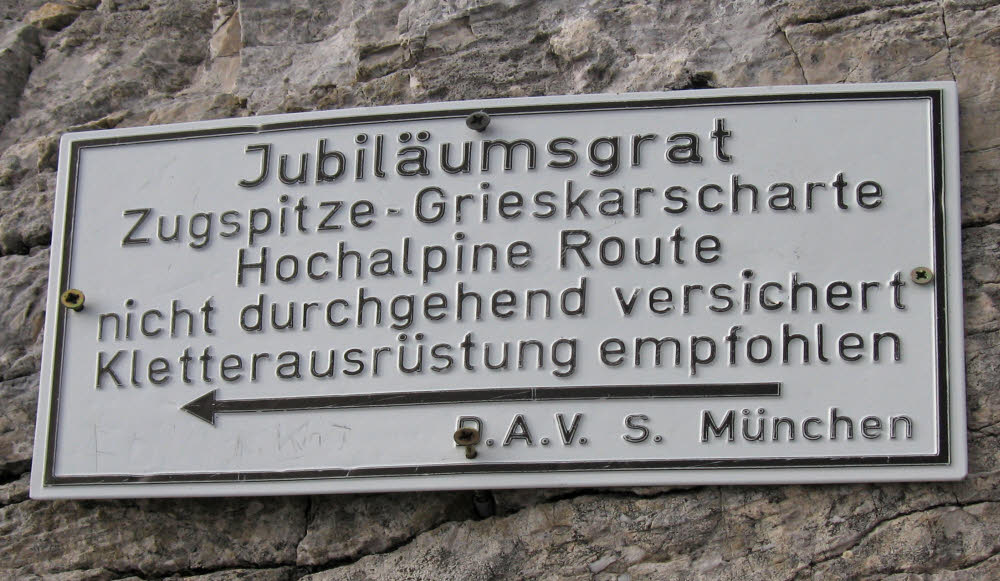 Jubiläumsgrat
Zugspitze-Grieskarscharte
Hochalpine Route
nicht durchgehend versichert
Kletterausrüstung empfohlen
D.A.V. S. München